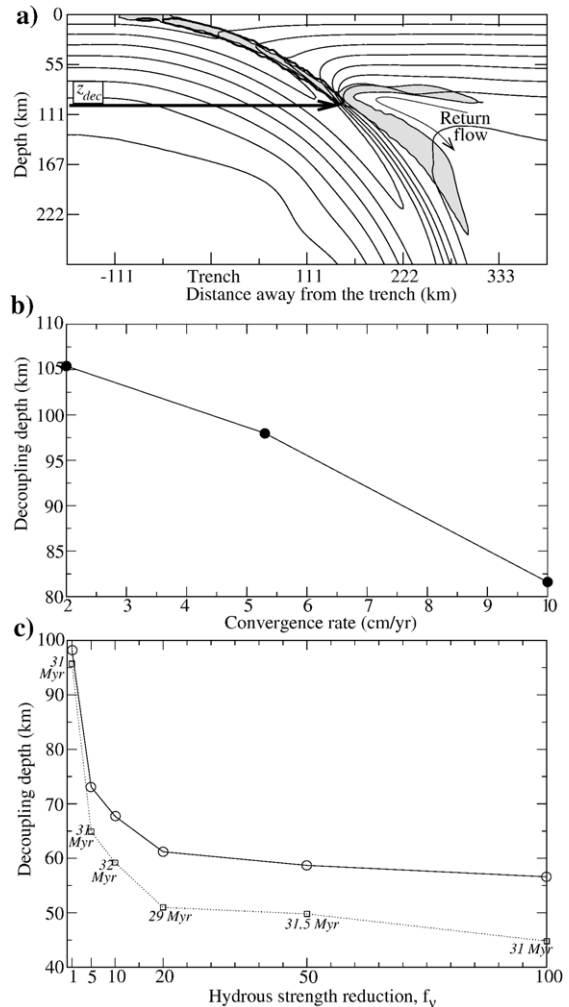 a)
0
55
111
167
222
Depth (km)
z_dec
Return
flow
-111
Trench
111
222
333
Distance away from the trench (km)
b)
110
105
100
95
90
85
80
Decoupling depth (km)
2
3
4
5
6
7
8
9
10
Convergence rate (cm/yr)
c)
100
90
80
70
60
50
40
Decoupling depth (km)
31
Myr
31
Myr
32
Myr
29 Myr
31.5 Myr
31 Myr
1
5
10
20
50
100
Hydrous strength reduction, f_ν